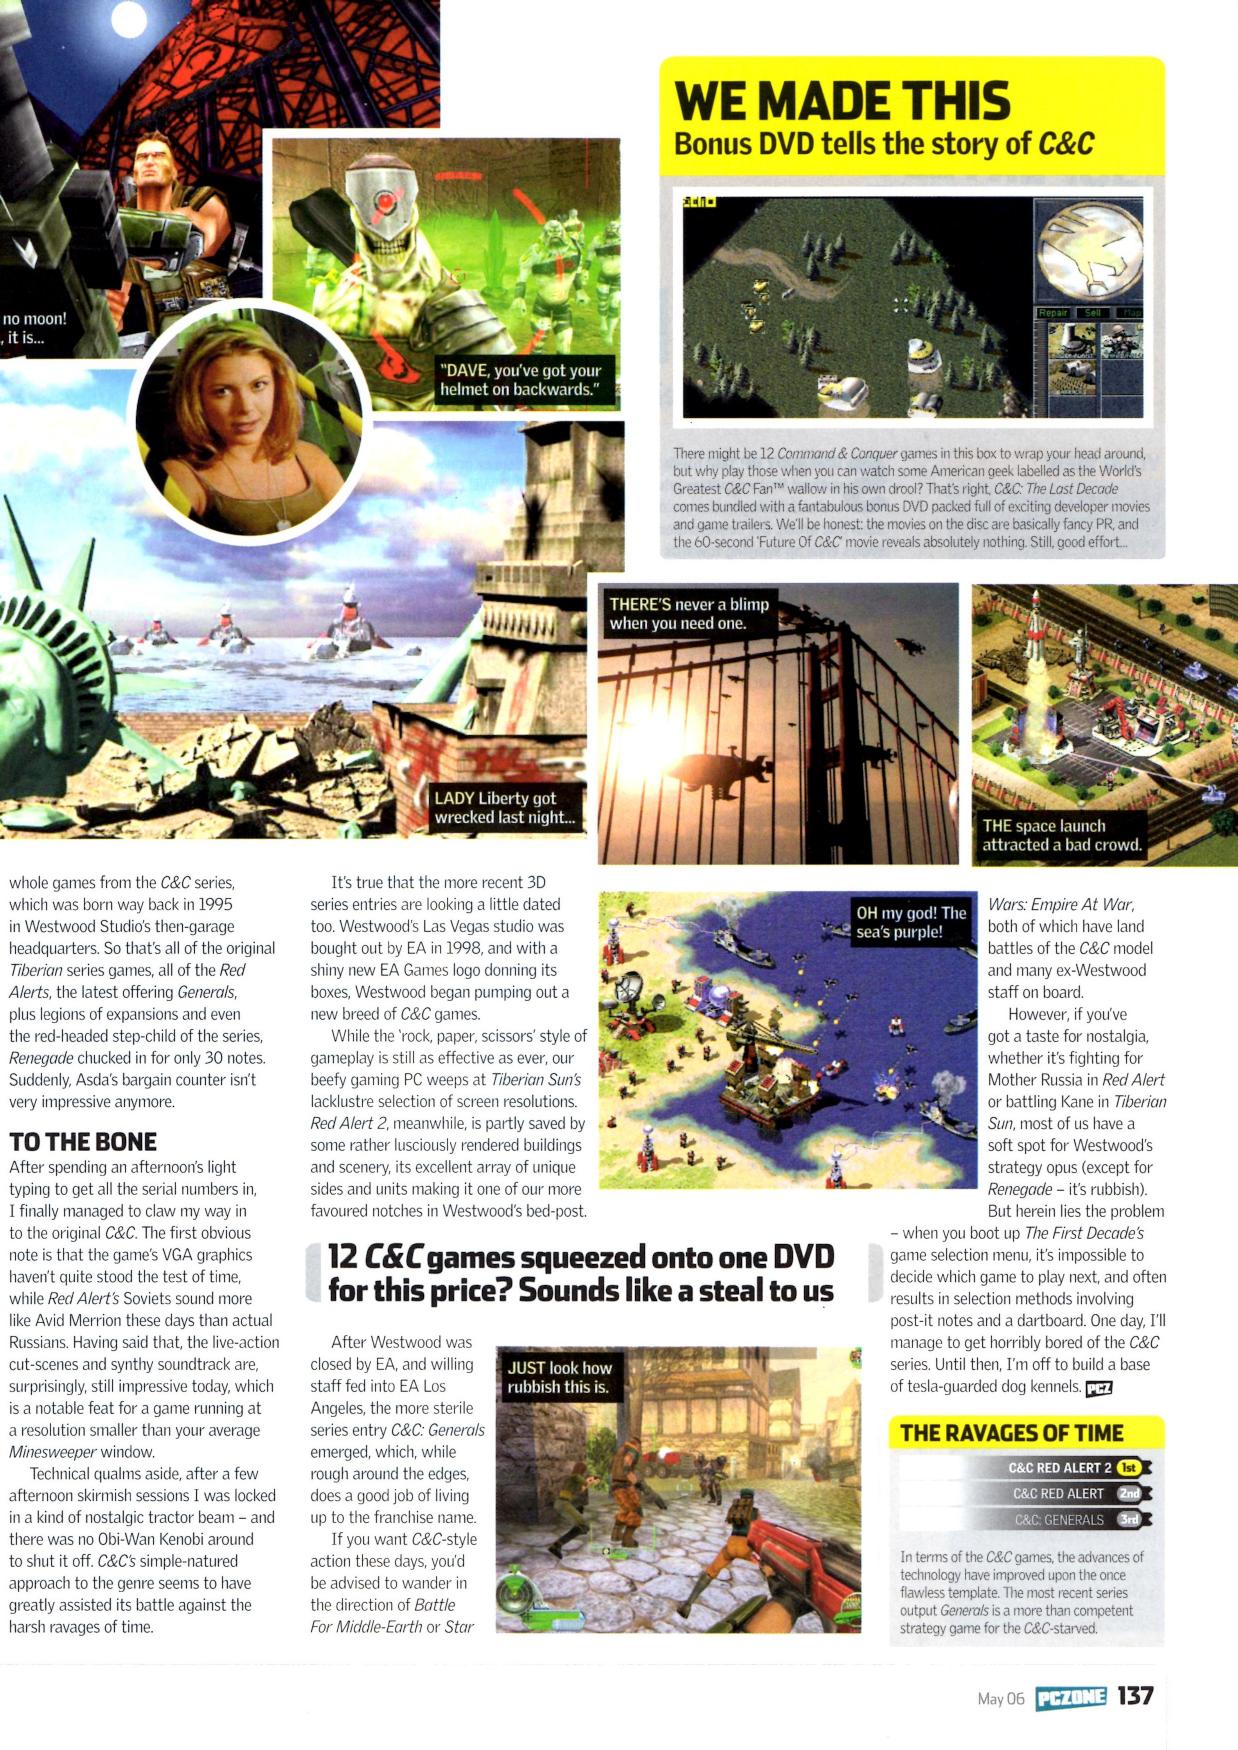 no moon!
, it is...
"DAVE, you've got your
helmet on backwards."
LADY Liberty got
wrecked last night...
WE MADE THIS
Bonus DVD tells the story of C&C
Repair Sell Map
There might be 12 Command & Conquer games in this box to wrap your head around,
but why play those when you can watch some American geek labelled as the World's
Greatest C&C Fan™ wallow in his own drool? That's right, C&C: The Last Decade
comes bundled with a fantabulous bonus DVD packed full of exciting developer movies
and game trailers. We'll be honest: the movies on the disc are basically fancy PR, and
the 60-second 'Future Of C&C' movie reveals absolutely nothing. Still, good effort...
THERE'S never a blimp
when you need one.
THE space launch
attracted a bad crowd.
whole games from the C&C series,
which was born way back in 1995
in Westwood Studio's then-garage
headquarters. So that's all of the original
Tiberian series games, all of the Red
Alerts, the latest offering Generals,
plus legions of expansions and even
the red-headed step-child of the series,
Renegade chucked in for only 30 notes.
Suddenly, Asda's bargain counter isn't
very impressive anymore.
TO THE BONE
After spending an afternoon's light
typing to get all the serial numbers in,
I finally managed to claw my way in
to the original C&C. The first obvious
note is that the game's VGA graphics
haven't quite stood the test of time,
while Red Alert's Soviets sound more
like Avid Merrion these days than actual
Russians. Having said that, the live-action
cut-scenes and synthy soundtrack are,
surprisingly, still impressive today, which
is a notable feat for a game running at
a resolution smaller than your average
Minesweeper window.
Technical qualms aside, after a few
afternoon skirmish sessions I was locked
in a kind of nostalgic tractor beam – and
there was no Obi-Wan Kenobi around
to shut it off. C&C's simple-natured
approach to the genre seems to have
greatly assisted its battle against the
harsh ravages of time.
It's true that the more recent 3D
series entries are looking a little dated
too. Westwood's Las Vegas studio was
bought out by EA in 1998, and with a
shiny new EA Games logo donning its
boxes, Westwood began pumping out a
new breed of C&C games.
While the 'rock, paper, scissors' style of
gameplay is still as effective as ever, our
beefy gaming PC weeps at Tiberian Sun's
lacklustre selection of screen resolutions.
Red Alert 2, meanwhile, is partly saved by
some rather lusciously rendered buildings
and scenery, its excellent array of unique
sides and units making it one of our more
favoured notches in Westwood's bed-post.
12 C&C games squeezed onto one DVD
for this price? Sounds like a steal to us
After Westwood was
closed by EA, and willing
staff fed into EA Los
Angeles, the more sterile
series entry C&C: Generals
emerged, which, while
rough around the edges,
does a good job of living
up to the franchise name.
If you want C&C-style
action these days, you'd
be advised to wander in
the direction of Battle
For Middle-Earth or Star
OH my god! The
sea's purple!
JUST look how
rubbish this is.
Wars: Empire At War,
both of which have land
battles of the C&C model
and many ex-Westwood
staff on board.
However, if you've
got a taste for nostalgia,
whether it's fighting for
Mother Russia in Red Alert
or battling Kane in Tiberian
Sun, most of us have a
soft spot for Westwood's
strategy opus (except for
Renegade – it's rubbish).
But herein lies the problem
– when you boot up The First Decade's
game selection menu, it's impossible to
decide which game to play next, and often
results in selection methods involving
post-it notes and a dartboard. One day, I'll
manage to get horribly bored of the C&C
series. Until then, I'm off to build a base
of tesla-guarded dog kennels. PCZ
THE RAVAGES OF TIME
C&C RED ALERT 2 1st
C&C RED ALERT 2nd
C&C: GENERALS 3rd
In terms of the C&C games, the advances of
technology have improved upon the once
flawless template. The most recent series
output Generals is a more than competent
strategy game for the C&C-starved.
May 06 PCZONE 137